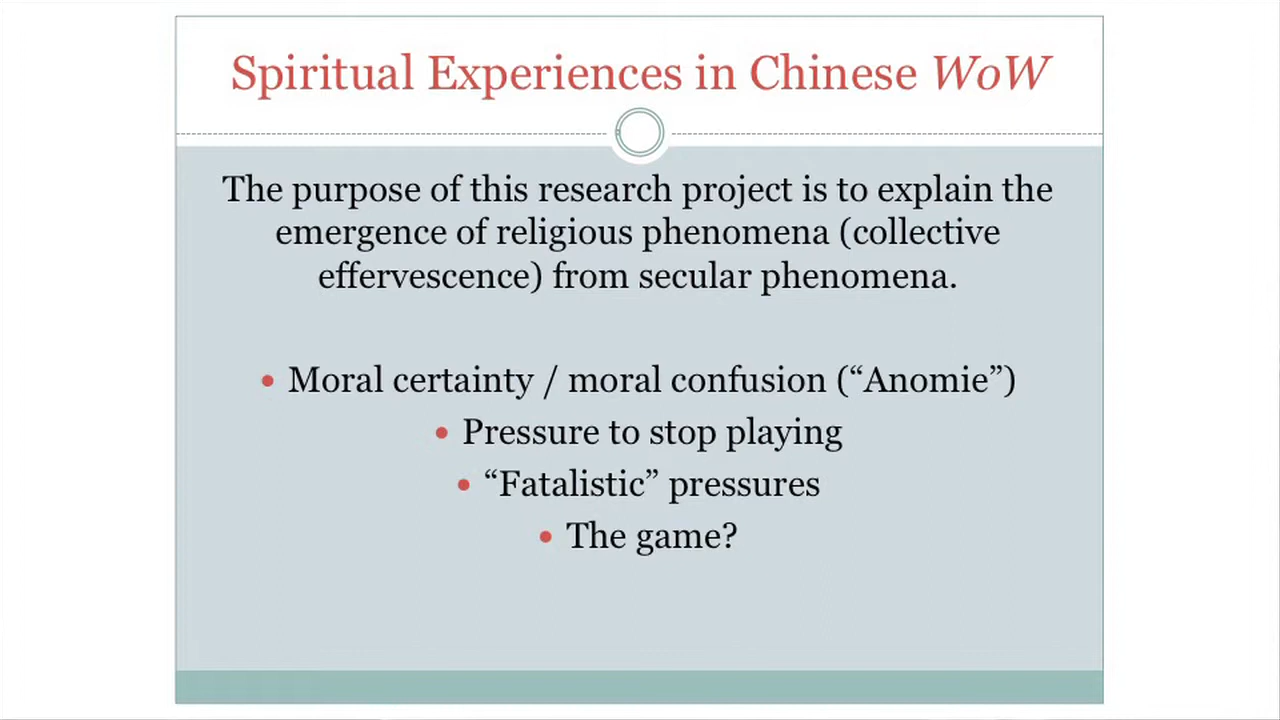 Spiritual Experiences in Chinese WoW
The purpose of this research project is to explain the
emergence of religious phenomena (collective
effervescence) from secular phenomena.
• Moral certainty / moral confusion (“Anomie”)
• Pressure to stop playing
• “Fatalistic” pressures
• The game?